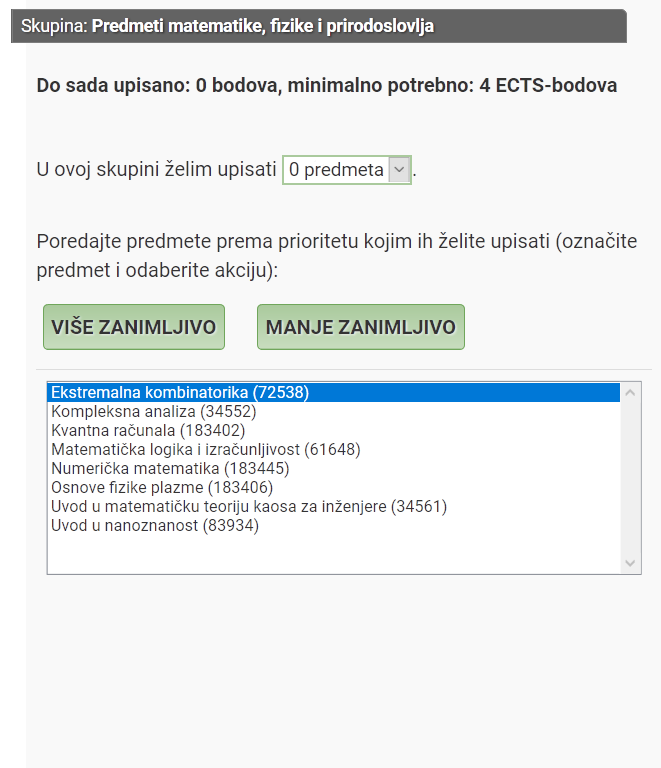 Skupina: Predmeti matematike, fizike i prirodoslovlja
Do sada upisano: 0 bodova, minimalno potrebno: 4 ECTS-bodova
U ovoj skupini želim upisati 0 predmeta.
Poredajte predmete prema prioritetu kojim ih želite upisati (označite
predmet i odaberite akciju):
VIŠE ZANIMLJIVO MANJE ZANIMLJIVO
Ekstremalna kombinatorika (72538)
Kompleksna analiza (34552)
Kvantna računala (183402)
Matematička logika i izračunljivost (61648)
Numerička matematika (183445)
Osnove fizike plazme (183406)
Uvod u matematičku teoriju kaosa za inženjere (34561)
Uvod u nanoznanost (83934)